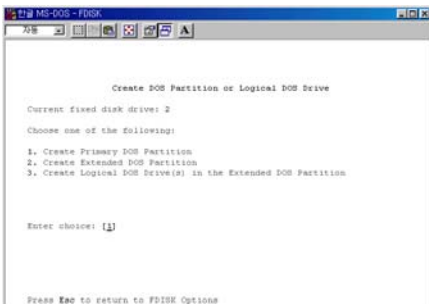 한글 MS-DOS - FDISK
자동
A
Create DOS Partition or Logical DOS Drive
Current fixed disk drive: 2
Choose one of the following:
1. Create Primary DOS Partition
2. Create Extended DOS Partition
3. Create Logical DOS Drive(s) in the Extended DOS Partition
Enter choice: [1]
Press Esc to return to FDISK Options